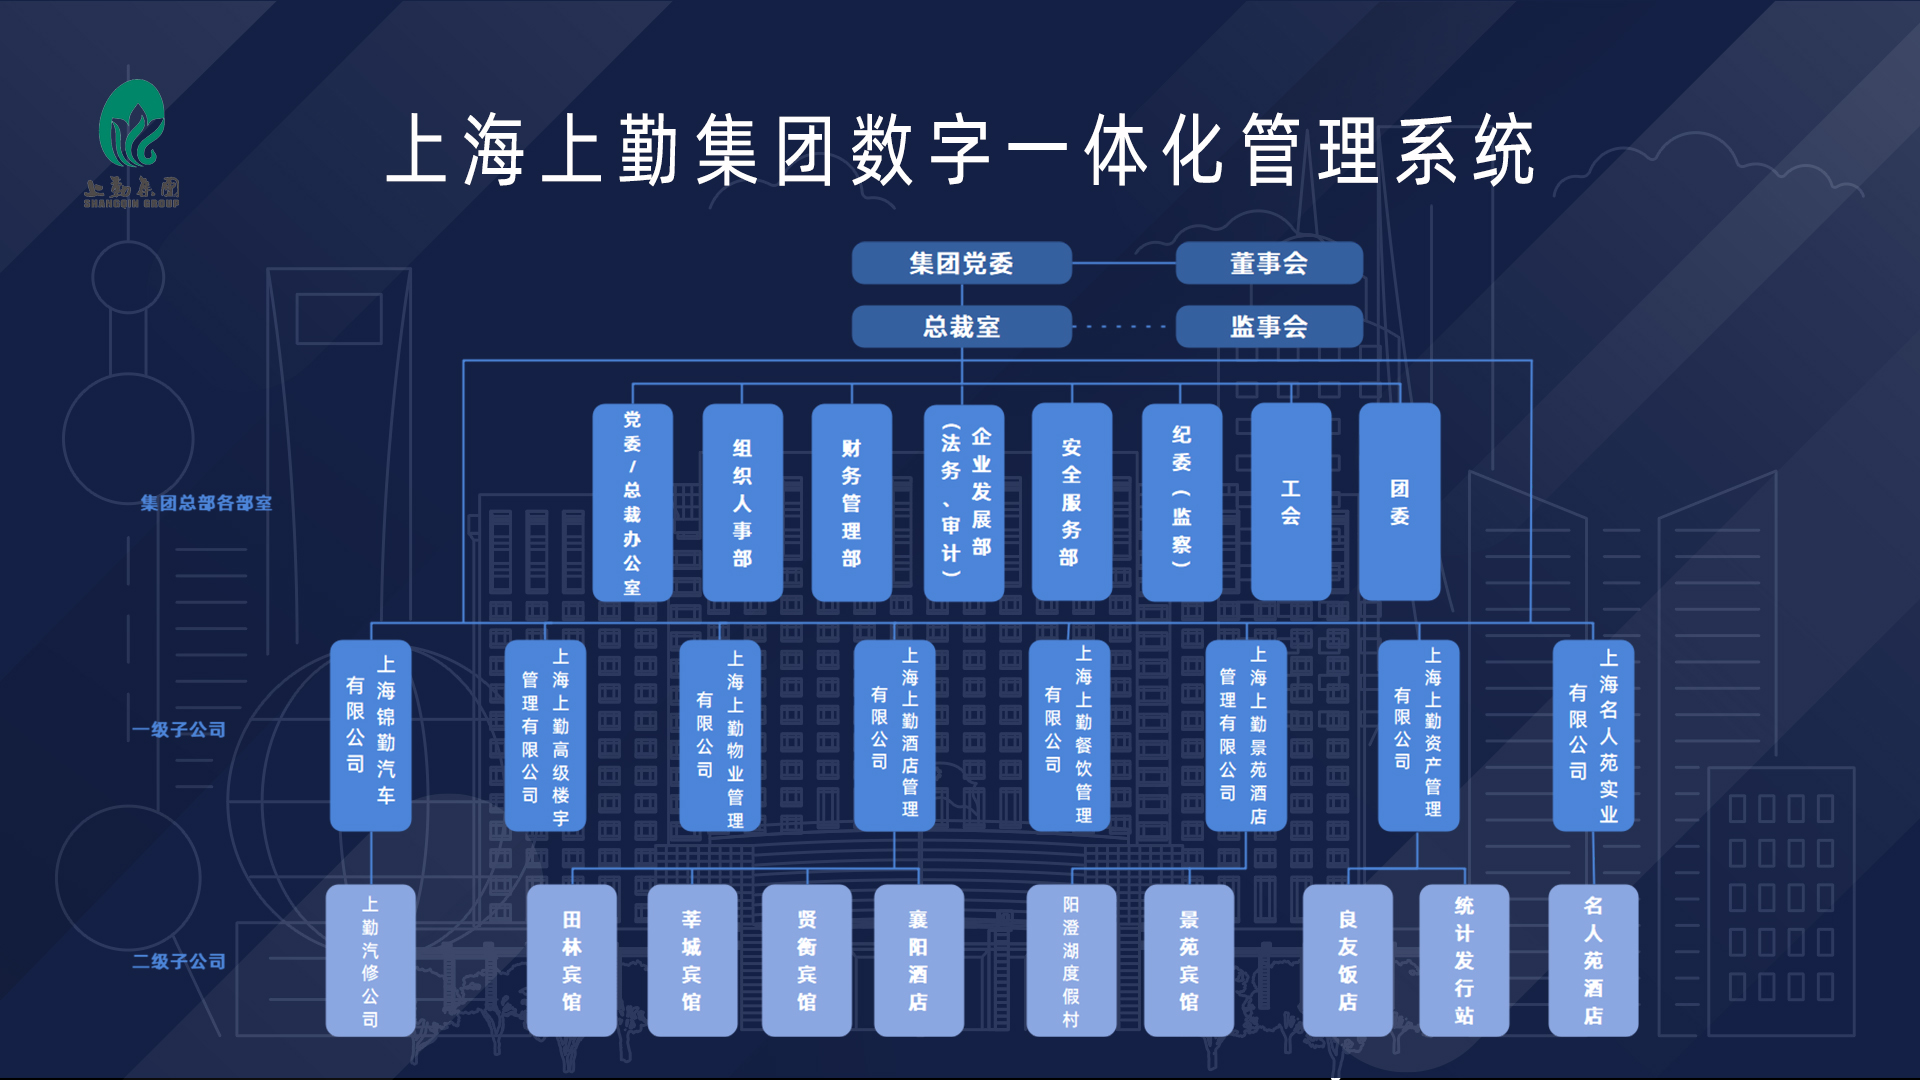 上勤集团
SHANGQIN GROUP
上海上勤集团数字一体化管理系统
集团党委
董事会
总裁室
监事会
集团总部各部室
党委/总裁办公室
组织人事部
财务管理部
企业发展部
（法务、审计）
安全服务部
纪委（监察）
工会
团委
一级子公司
上海锦勤汽车
有限公司
上海上勤高级楼宇
管理有限公司
上海上勤物业管理
有限公司
上海上勤酒店管理
有限公司
上海上勤餐饮管理
有限公司
上海上勤景苑酒店
管理有限公司
上海上勤资产管理
有限公司
上海名人苑实业
有限公司
二级子公司
上勤汽修公司
田林宾馆
莘城宾馆
贤衡宾馆
襄阳酒店
阳澄湖度假村
景苑宾馆
良友饭店
统计发行站
名人苑酒店